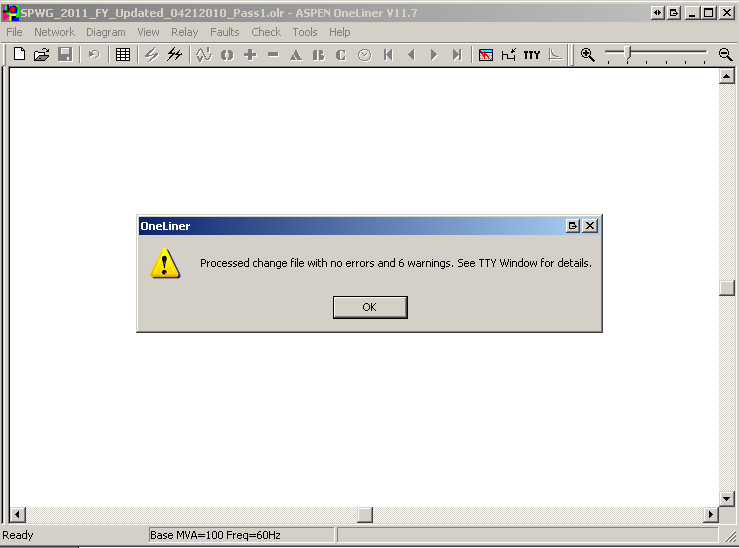 SPWG_2011_FY_Updated_04212010_Pass1.olr - ASPEN OneLiner V11.7
File Network Diagram View Relay Faults Check Tools Help
TTY
OneLiner
Processed change file with no errors and 6 warnings. See TTY Window for details.
OK
Ready Base MVA=100 Freq=60Hz